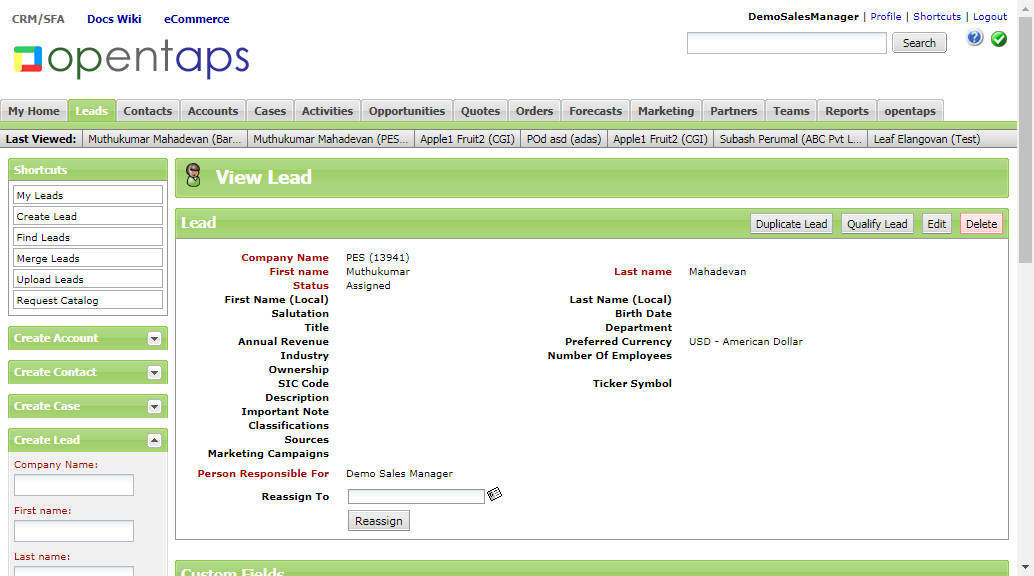 CRM/SFA Docs Wiki eCommerce
DemoSalesManager | Profile | Shortcuts | Logout
opentaps
Search
My Home Leads Contacts Accounts Cases Activities Opportunities Quotes Orders Forecasts Marketing Partners Teams Reports opentaps
Last Viewed: Muthukumar Mahadevan (Bar... Muthukumar Mahadevan (PES... Apple1 Fruit2 (CGI) POd asd (adas) Apple1 Fruit2 (CGI) Subash Perumal (ABC Pvt L... Leaf Elangovan (Test)
Shortcuts
My Leads
Create Lead
Find Leads
Merge Leads
Upload Leads
Request Catalog
Create Account
Create Contact
Create Case
Create Lead
Company Name:
First name:
Last name:
View Lead
Lead
Duplicate Lead Qualify Lead Edit Delete
Company Name PES (13941)
First name Muthukumar Last name Mahadevan
Status Assigned
First Name (Local) Last Name (Local)
Salutation Birth Date
Title Department
Annual Revenue Preferred Currency USD - American Dollar
Industry Number Of Employees
Ownership
SIC Code Ticker Symbol
Description
Important Note
Classifications
Sources
Marketing Campaigns
Person Responsible For Demo Sales Manager
Reassign To
Reassign
Custom Fields